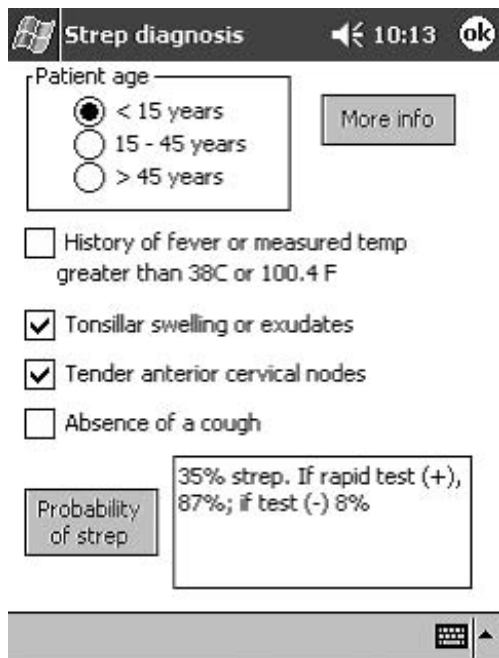 Strep diagnosis 10:13 ok
Patient age
< 15 years
15 - 45 years
> 45 years
More info
History of fever or measured temp
greater than 38C or 100.4 F
Tonsillar swelling or exudates
Tender anterior cervical nodes
Absence of a cough
Probability
of strep
35% strep. If rapid test (+),
87%; if test (-) 8%